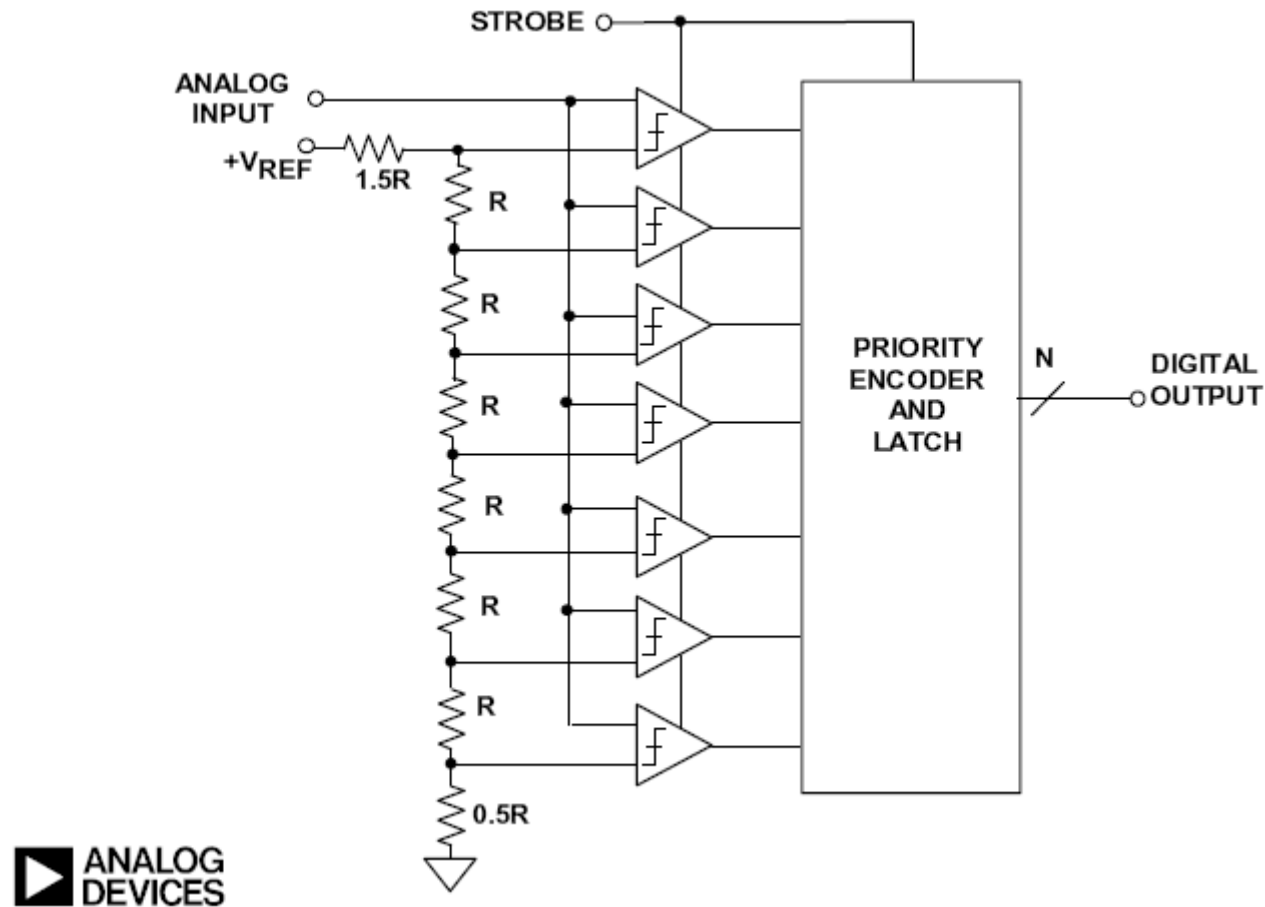 STROBE
ANALOG
INPUT
+VREF
1.5R
R
R
R
R
R
R
0.5R
PRIORITY
ENCODER
AND
LATCH
N
DIGITAL
OUTPUT
ANALOG
DEVICES